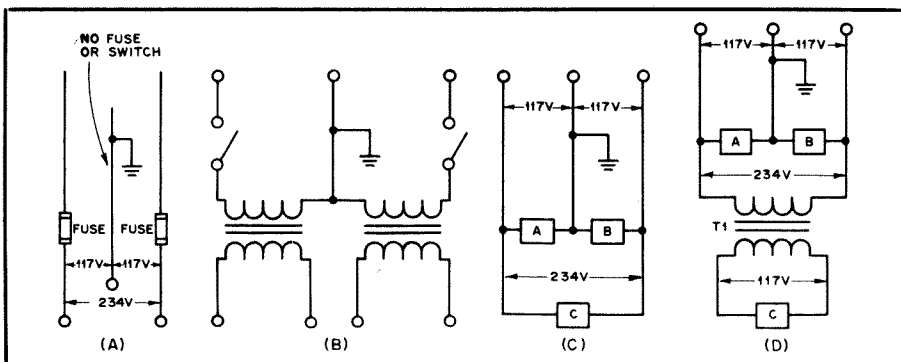 NO FUSE
OR SWITCH
FUSE FUSE
117V 117V
234V
(A)
(B)
117V 117V
A B
234V
C
(C)
117V 117V
A B
234V
T1
117V
C
(D)